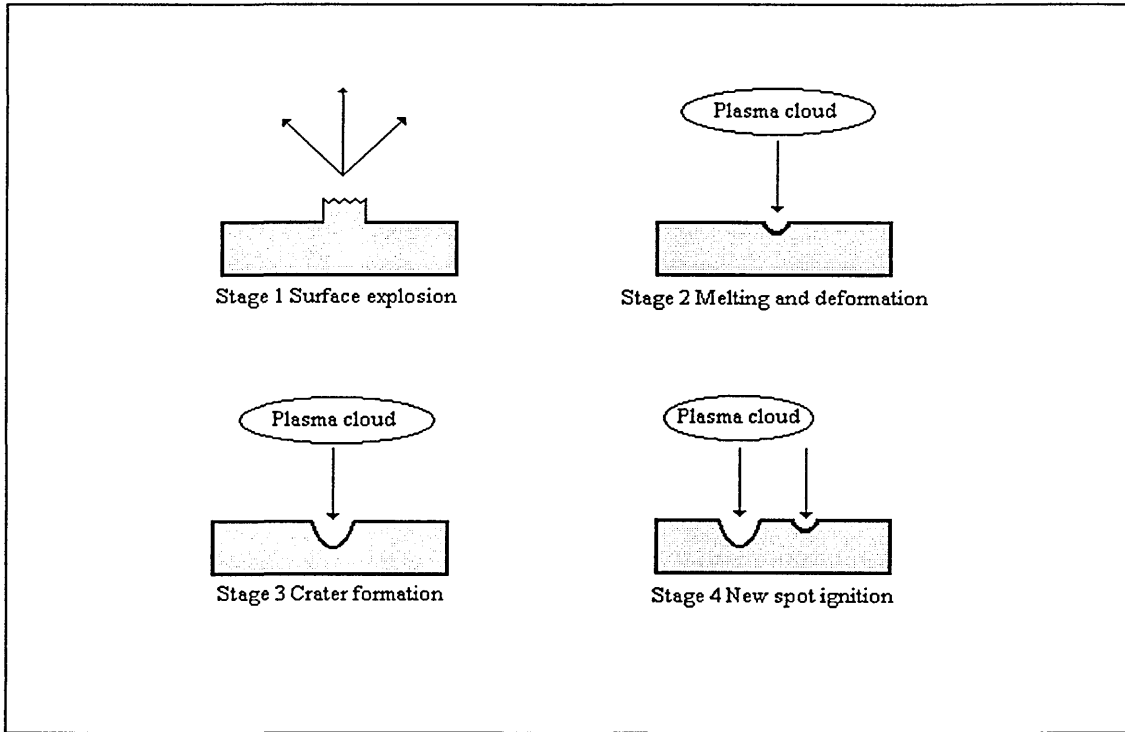 Plasma cloud
Stage 1 Surface explosion
Stage 2 Melting and deformation
Plasma cloud
Plasma cloud
Stage 3 Crater formation
Stage 4 New spot ignition